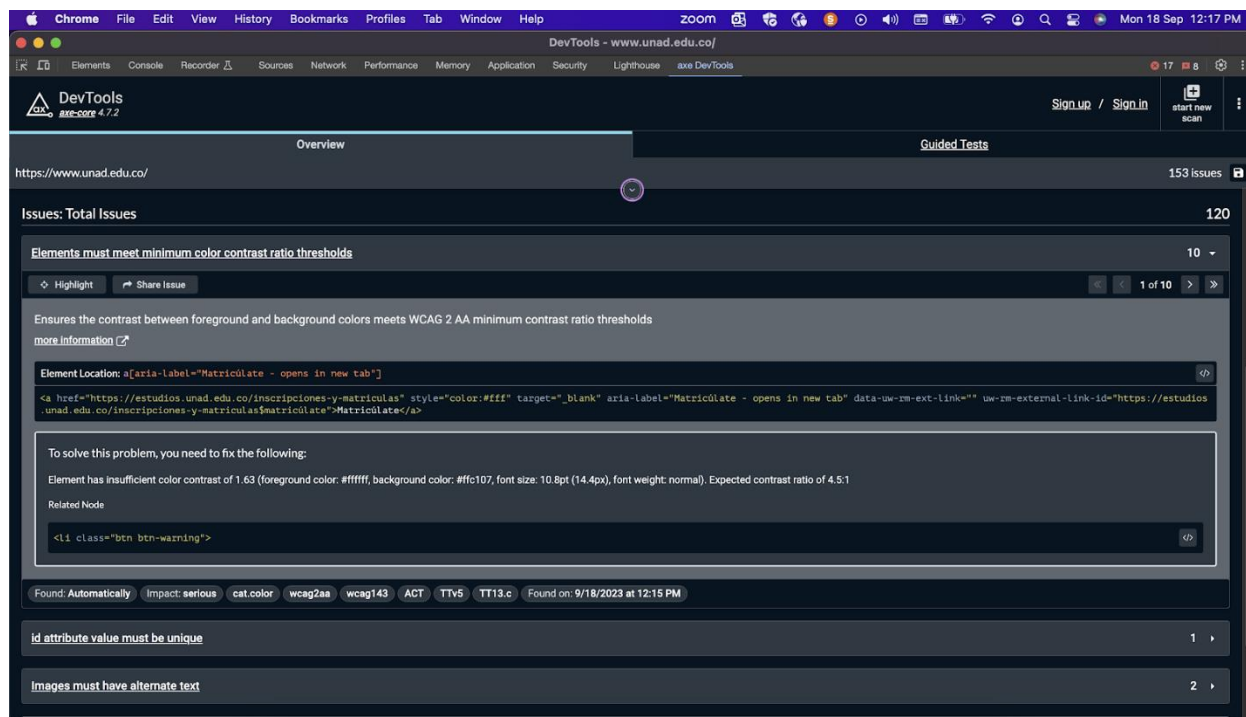 Chrome File Edit View History Bookmarks Profiles Tab Window Help zoom Mon 18 Sep 12:17 PM
DevTools - www.unad.edu.co/
Elements Console Recorder Sources Network Performance Memory Application Security Lighthouse axe DevTools 17 8
DevTools
axe-core 4.7.2
Sign up / Sign in
start new
scan
Overview Guided Tests
https://www.unad.edu.co/ 153 issues
Issues: Total Issues 120
Elements must meet minimum color contrast ratio thresholds 10
Highlight Share Issue 1 of 10
Ensures the contrast between foreground and background colors meets WCAG 2 AA minimum contrast ratio thresholds
more information
Element Location: a[aria-label="Matricúlate - opens in new tab"]
<a href="https://estudios.unad.edu.co/inscripciones-y-matriculas" style="color:#fff" target="_blank" aria-label="Matricúlate - opens in new tab" data-uw-rm-ext-link="" uw-rm-external-link-id="https://estudios
.unad.edu.co/inscripciones-y-matriculas$matricúlate">Matricúlate</a>
To solve this problem, you need to fix the following:
Element has insufficient color contrast of 1.63 (foreground color: #ffffff, background color: #ffc107, font size: 10.8pt (14.4px), font weight: normal). Expected contrast ratio of 4.5:1
Related Node
<li class="btn btn-warning">
Found: Automatically Impact: serious cat.color wcag2aa wcag143 ACT TTv5 TT13.c Found on: 9/18/2023 at 12:15 PM
id attribute value must be unique 1
Images must have alternate text 2